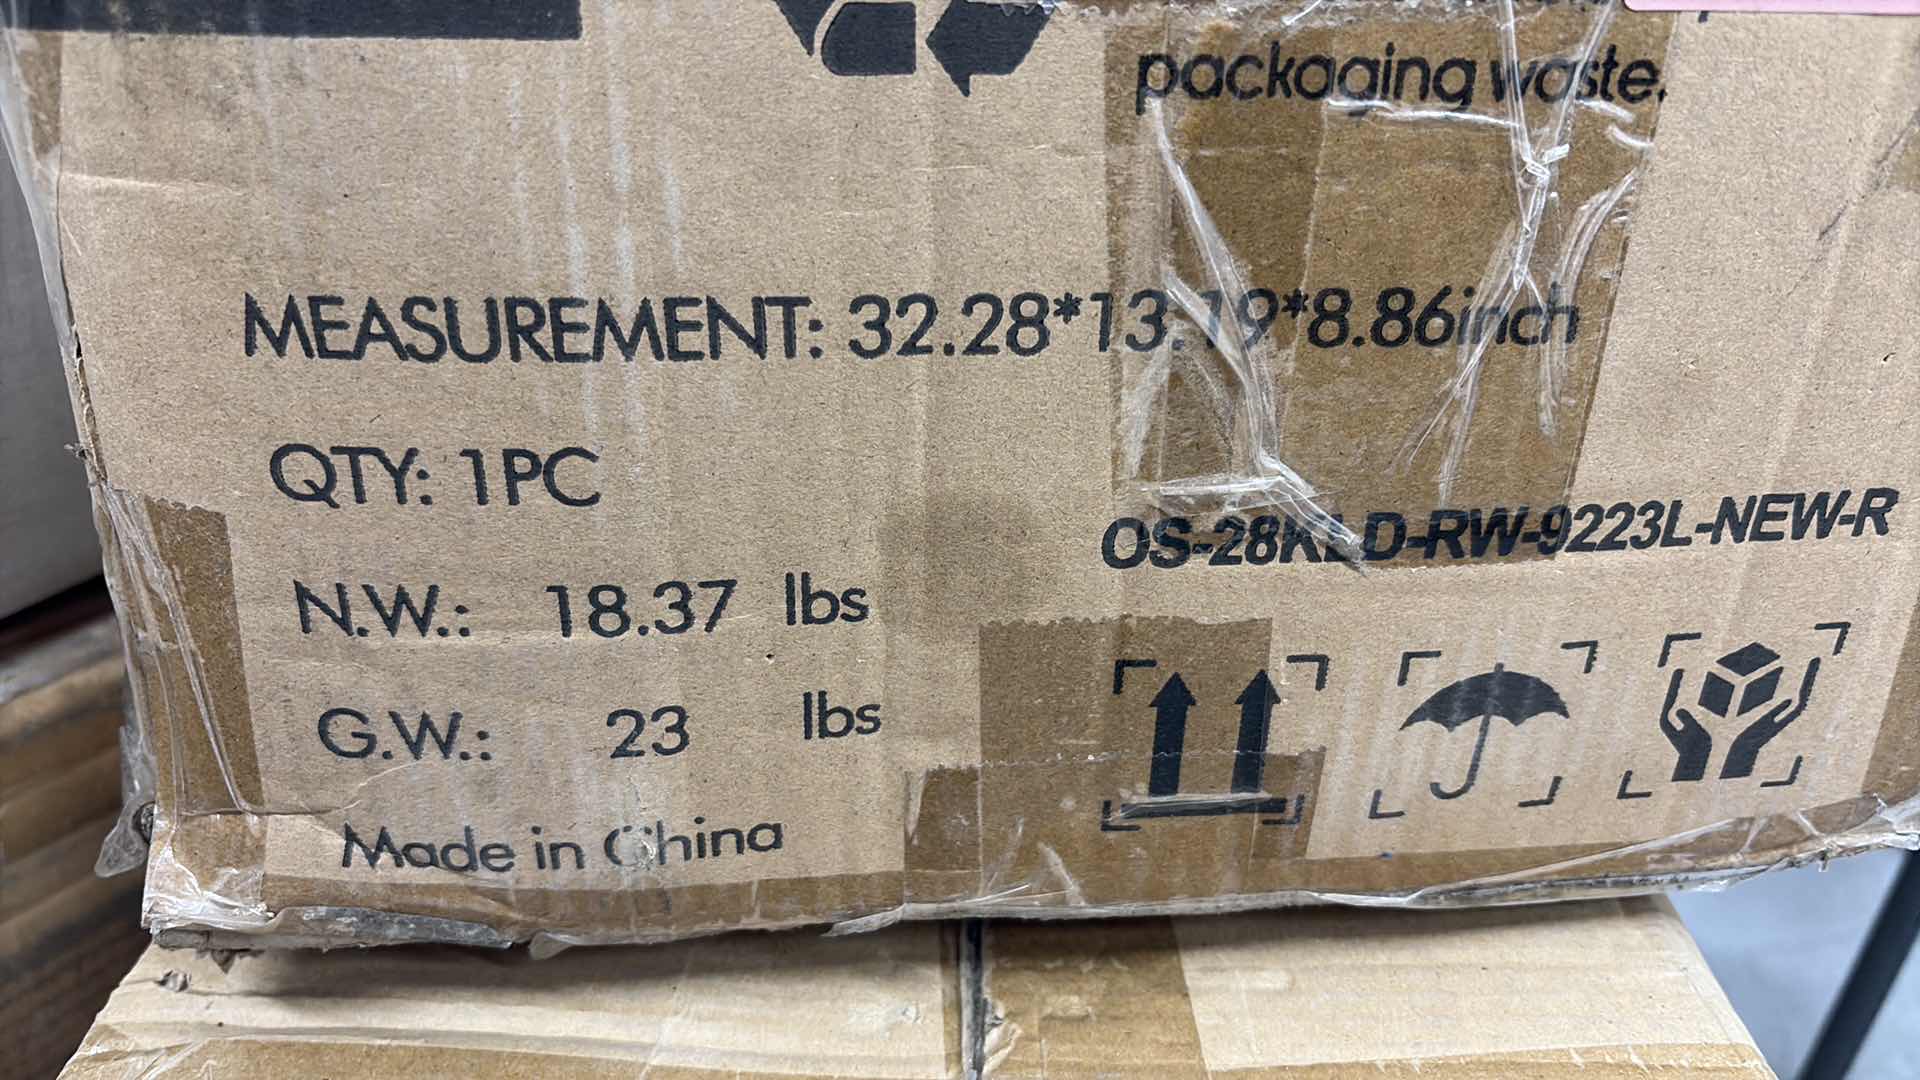 packaging waste.
MEASUREMENT: 32.28*13.19*8.86inch
QTY: 1PC
OS-28KLD-RW-9223L-NEW-R
N.W.: 18.37 lbs
G.W.: 23 lbs
Made in China